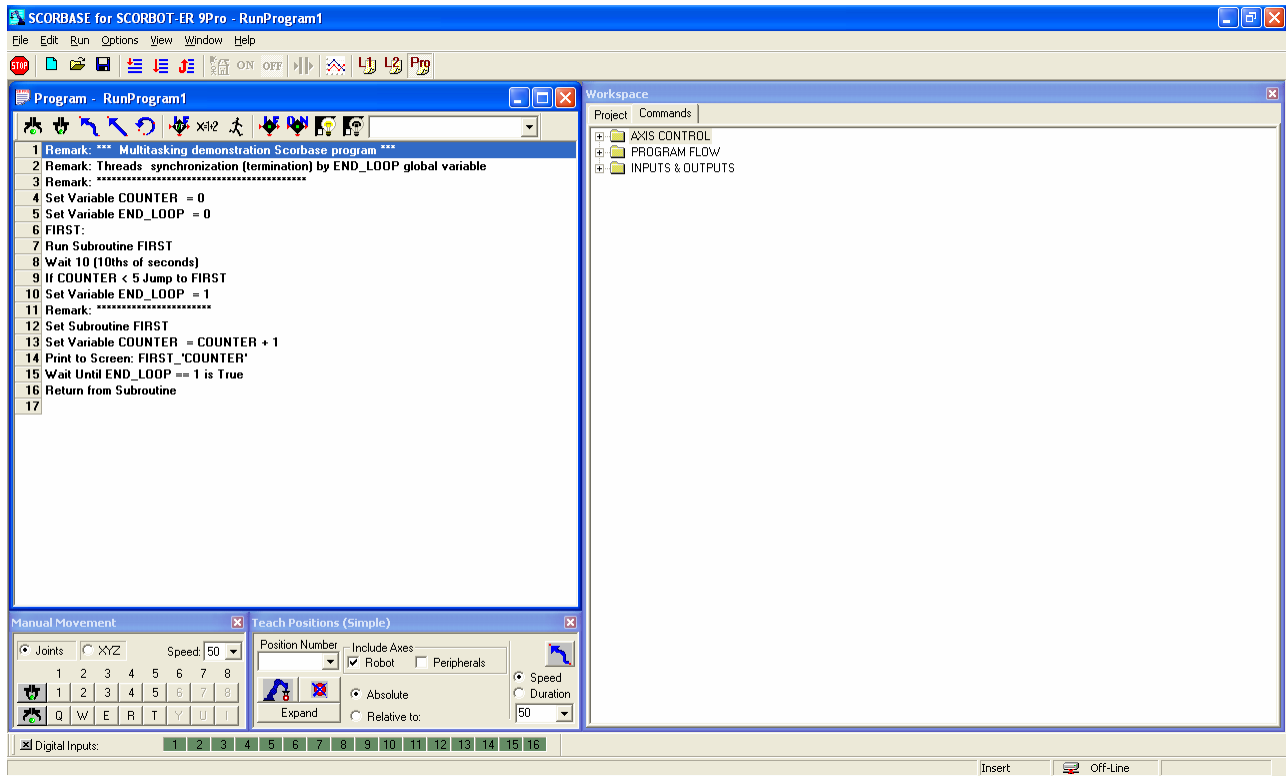 SCORBASE for SCORBOT-ER 9Pro - RunProgram1
File Edit Run Options View Window Help
STOP ON OFF L1 L2 Prg
Program - RunProgram1
X=1+2
1 Remark: *** Multitasking demonstration Scorbase program ***
2 Remark: Threads synchronization (termination) by END_LOOP global variable
3 Remark: ******************************************
4 Set Variable COUNTER = 0
5 Set Variable END_LOOP = 0
6 FIRST:
7 Run Subroutine FIRST
8 Wait 10 (10ths of seconds)
9 If COUNTER < 5 Jump to FIRST
10 Set Variable END_LOOP = 1
11 Remark: ***********************
12 Set Subroutine FIRST
13 Set Variable COUNTER = COUNTER + 1
14 Print to Screen: FIRST_'COUNTER'
15 Wait Until END_LOOP == 1 is True
16 Return from Subroutine
17
Workspace
Project Commands
AXIS CONTROL
PROGRAM FLOW
INPUTS & OUTPUTS
Manual Movement
Joints XYZ Speed: 50
1 2 3 4 5 6 7 8
1 2 3 4 5 6 7 8
Q W E R T Y U I
Teach Positions (Simple)
Position Number
Include Axes
Robot Peripherals
Expand
Absolute
Relative to:
Speed
Duration
50
Digital Inputs: 1 2 3 4 5 6 7 8 9 10 11 12 13 14 15 16
Insert Off-Line